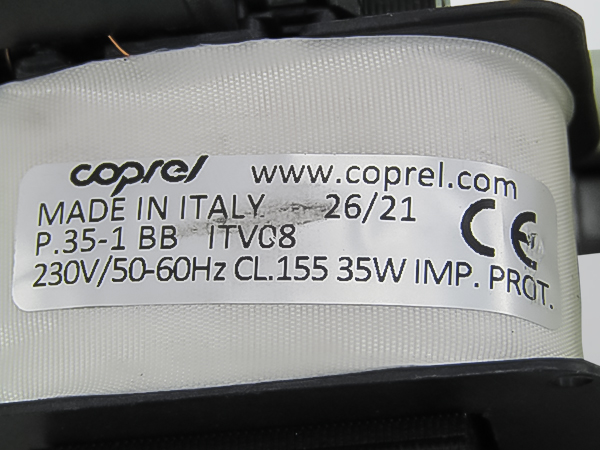 coprel www.coprel.com
MADE IN ITALY 26/21
P.35-1 BB ITV08 CE
230V/50-60Hz CL.155 35W IMP. PROT.